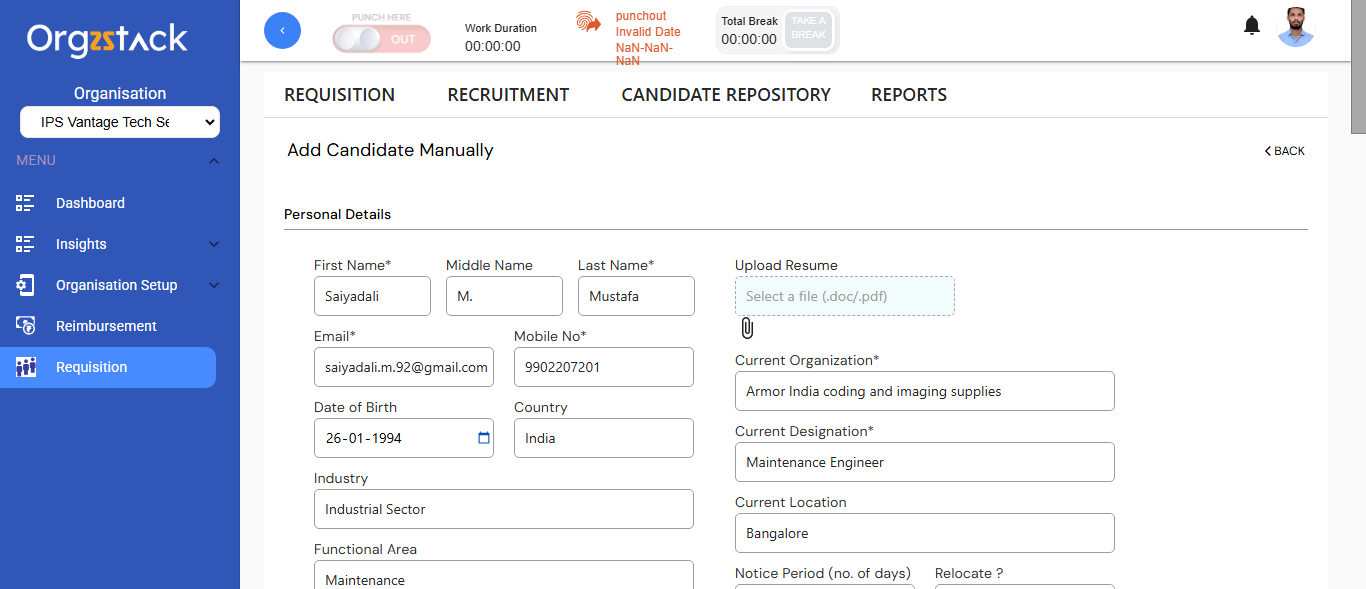 Orgzstack
Organisation
IPS Vantage Tech Se
MENU
Dashboard
Insights
Organisation Setup
Reimbursement
Requisition
PUNCH HERE
OUT
Work Duration
00:00:00
punchout
Invalid Date
NaN-NaN-
NaN
Total Break
00:00:00
TAKE A
BREAK
REQUISITION RECRUITMENT CANDIDATE REPOSITORY REPORTS
Add Candidate Manually
BACK
Personal Details
First Name* Middle Name Last Name*
Saiyadali M. Mustafa
Email* Mobile No*
saiyadali.m.92@gmail.com 9902207201
Date of Birth Country
26-01-1994 India
Industry
Industrial Sector
Functional Area
Maintenance
Upload Resume
Select a file (.doc/.pdf)
Current Organization*
Armor India coding and imaging supplies
Current Designation*
Maintenance Engineer
Current Location
Bangalore
Notice Period (no. of days) Relocate ?